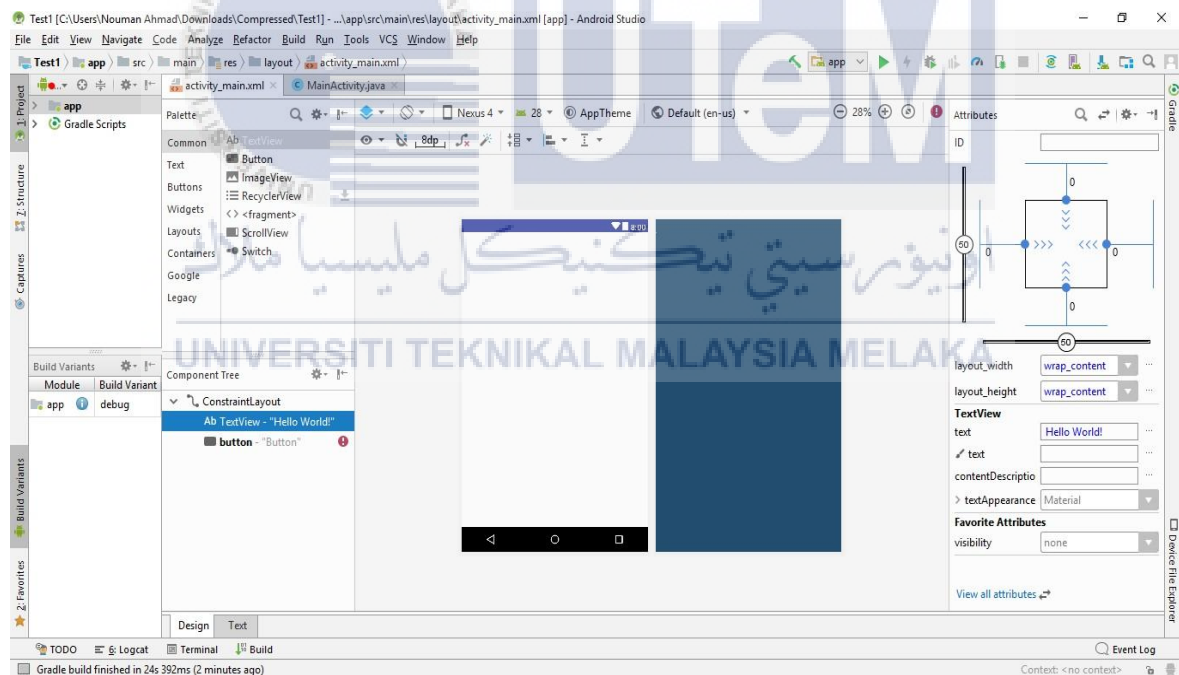 Test1 [C:\Users\Nouman Ahmad\Downloads\Compressed\Test1] - ...\app\src\main\res\layout\activity_main.xml [app] - Android Studio
File Edit View Navigate Code Analyze Refactor Build Run Tools VCS Window Help
Test1 app src main res layout activity_main.xml
app
1: Project
Z: Structure
Captures
Build Variants
2: Favorites
app
Gradle Scripts
activity_main.xml MainActivity.java
Palette
Nexus 4 28 AppTheme Default (en-us) 28%
8dp
Common
Text
Buttons
Widgets
Layouts
Containers
Google
Legacy
Ab TextView
Button
ImageView
RecyclerView
<> <fragment>
ScrollView
Switch
8:00
UTeM
اونيۏرسيتي تيكنيكل مليسيا ملاك
UNIVERSITI TEKNIKAL MALAYSIA MELAKA
Build Variants
Module Build Variant
app debug
Component Tree
ConstraintLayout
Ab TextView - "Hello World!"
button - "Button"
Attributes
ID
0
50
0
0
0
50
layout_width wrap_content
layout_height wrap_content
TextView
text Hello World!
text
contentDescriptio
textAppearance Material
Favorite Attributes
visibility none
View all attributes
Gradle
Device File Explorer
Design Text
TODO 6: Logcat Terminal Build Event Log
Gradle build finished in 24s 392ms (2 minutes ago) Context: <no context>